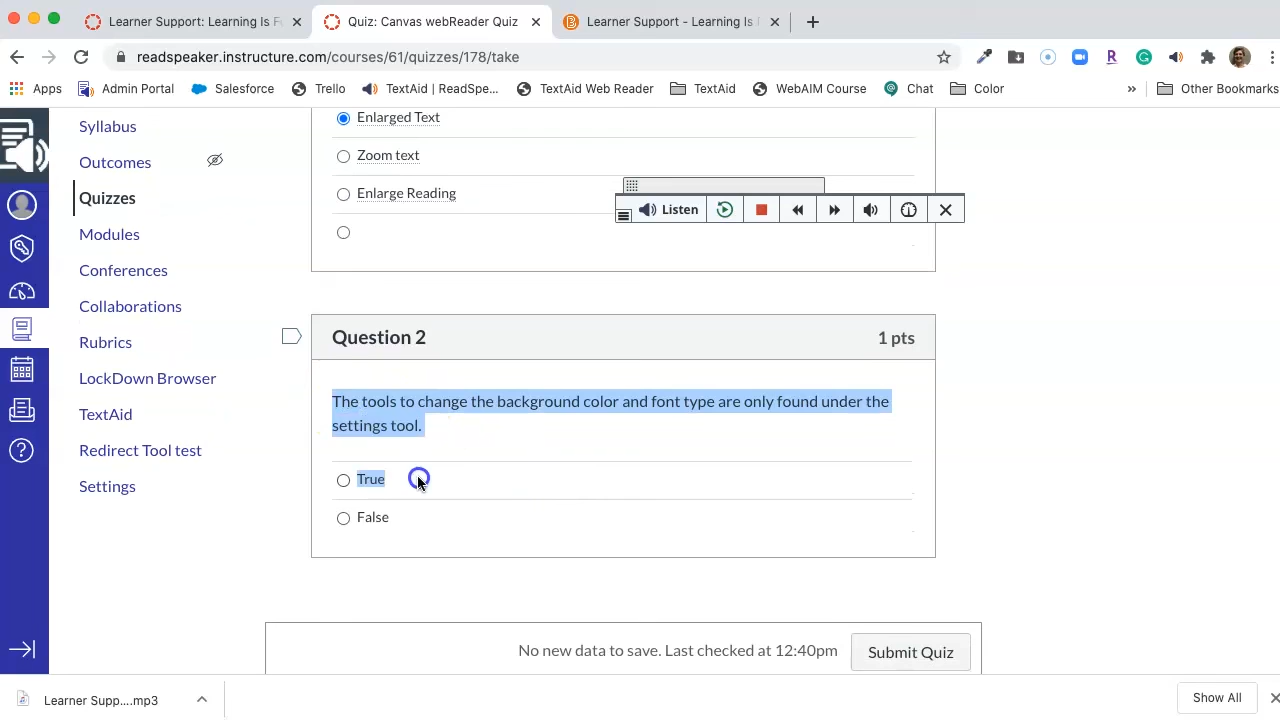 Learner Support: Learning Is F
Quiz: Canvas webReader Quiz
Learner Support - Learning Is
readspeaker.instructure.com/courses/61/quizzes/178/take
Apps
Admin Portal
Salesforce
Trello
TextAid | ReadSpe...
TextAid Web Reader
TextAid
WebAIM Course
Chat
Color
»
Other Bookmarks
Syllabus
Outcomes
Quizzes
Modules
Conferences
Collaborations
Rubrics
LockDown Browser
TextAid
Redirect Tool test
Settings
Enlarged Text
Zoom text
Enlarge Reading
Listen
Question 2
1 pts
The tools to change the background color and font type are only found under the
settings tool.
True
False
No new data to save. Last checked at 12:40pm
Submit Quiz
Learner Supp....mp3
Show All